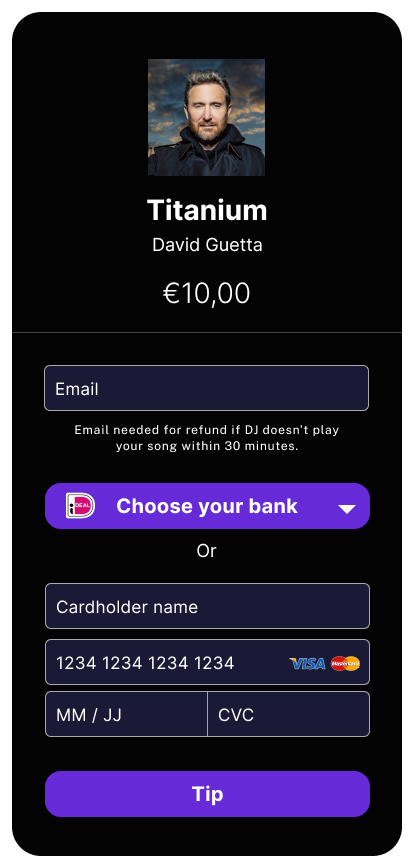 Titanium
David Guetta
€10,00
Email
Email needed for refund if DJ doesn't play
your song within 30 minutes.
iDEAL Choose your bank
Or
Cardholder name
1234 1234 1234 1234 VISA MasterCard
MM / JJ CVC
Tip